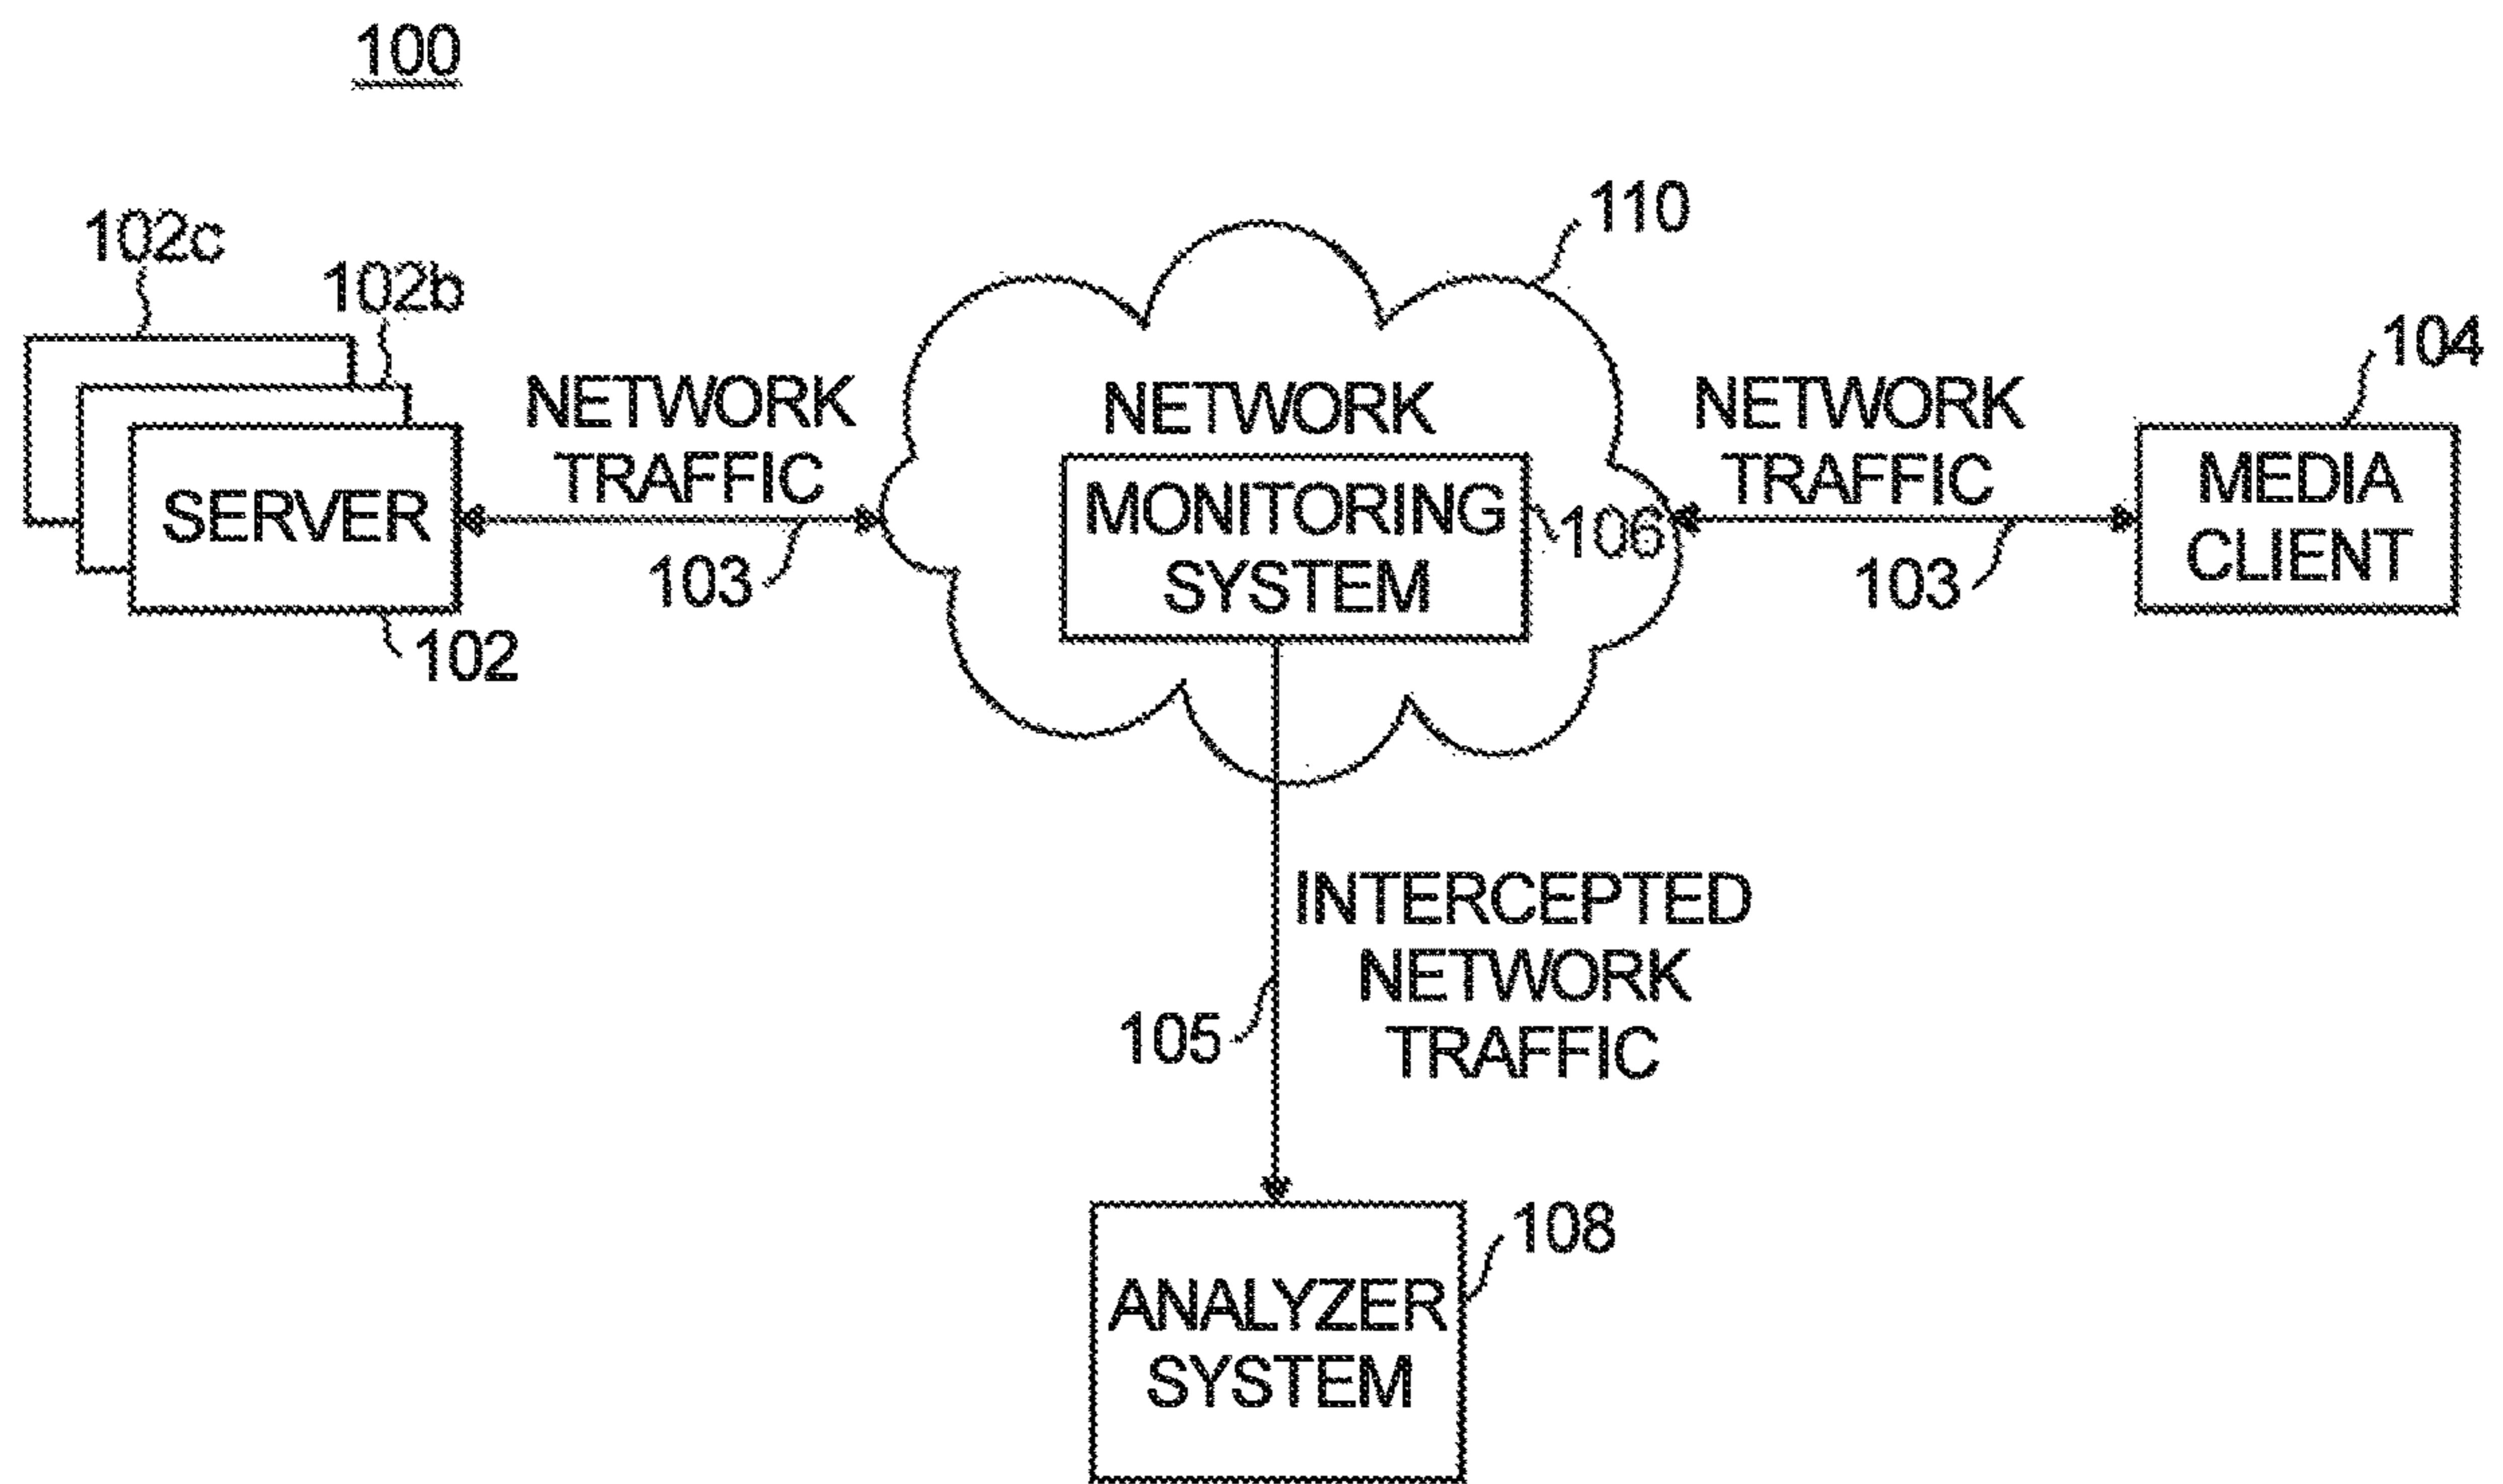 100
102c
102b
110
104
NETWORK
TRAFFIC
103
SERVER
102
NETWORK
MONITORING
SYSTEM
106
NETWORK
TRAFFIC
103
MEDIA
CLIENT
INTERCEPTED
NETWORK
TRAFFIC
105
108
ANALYZER
SYSTEM